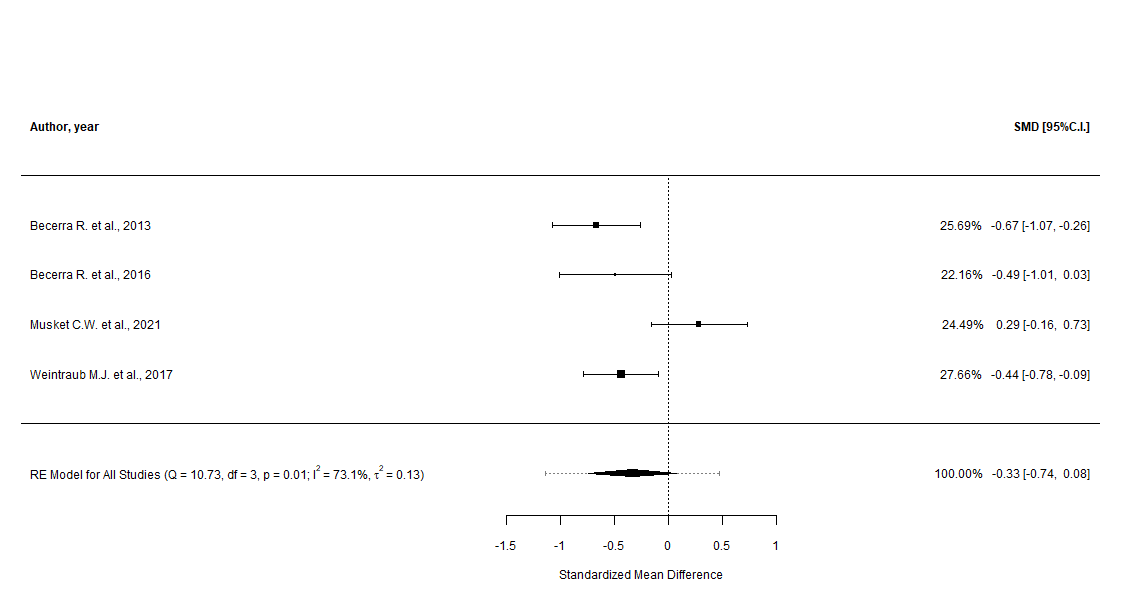 Author, year SMD [95%C.I.]
Becerra R. et al., 2013 25.69% -0.67 [-1.07, -0.26]
Becerra R. et al., 2016 22.16% -0.49 [-1.01, 0.03]
Musket C.W. et al., 2021 24.49% 0.29 [-0.16, 0.73]
Weintraub M.J. et al., 2017 27.66% -0.44 [-0.78, -0.09]
RE Model for All Studies (Q = 10.73, df = 3, p = 0.01; I² = 73.1%, τ² = 0.13) 100.00% -0.33 [-0.74, 0.08]
-1.5 -1 -0.5 0 0.5 1
Standardized Mean Difference